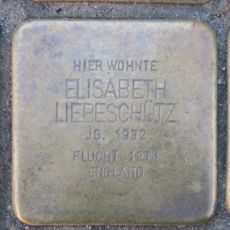 HIER WOHNTE
ELISABETH
LIEBESCHÜTZ
JG. 1932
FLUCHT
ENGLAND